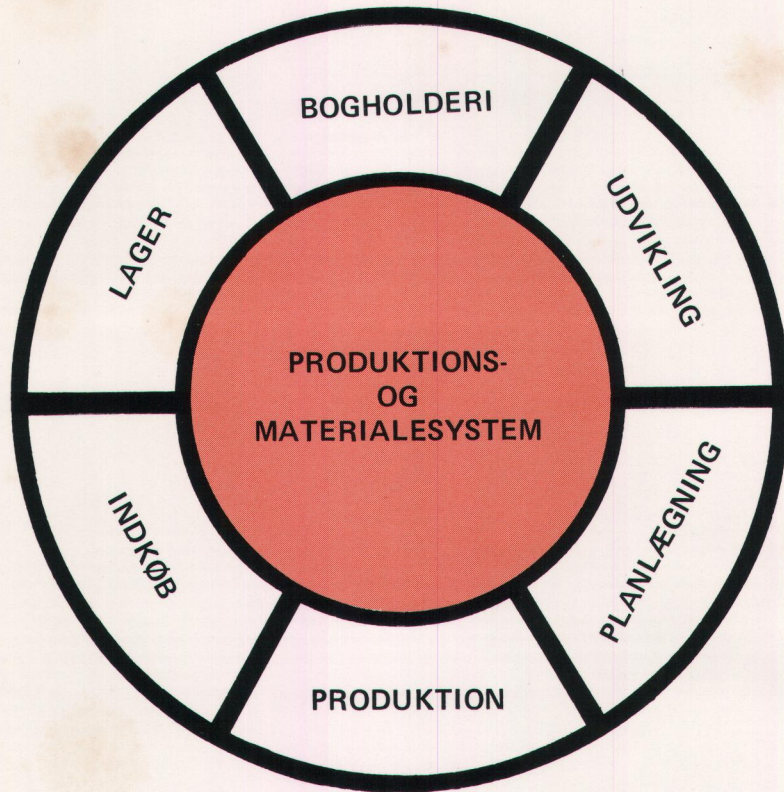 BOGHOLDERI
UDVIKLING
PLANLÆGNING
PRODUKTION
INDKØB
LAGER
PRODUKTIONS-
OG
MATERIALESYSTEM